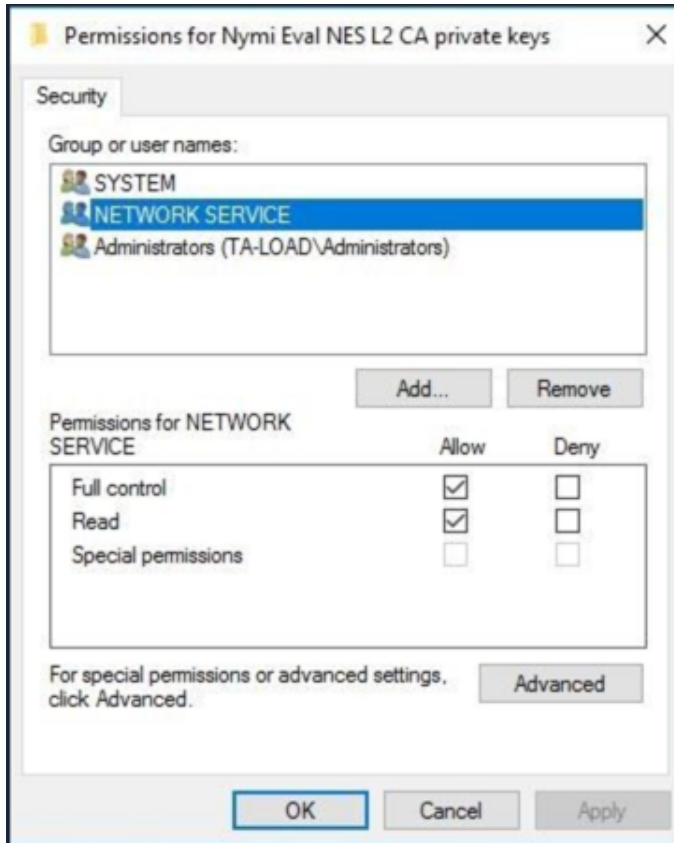 Permissions for Nymi Eval NES L2 CA private keys
Security
Group or user names:
SYSTEM
NETWORK SERVICE
Administrators (TA-LOAD\Administrators)
Add... Remove
Permissions for NETWORK
SERVICE Allow Deny
Full control
Read
Special permissions
For special permissions or advanced settings,
click Advanced.
Advanced
OK Cancel Apply